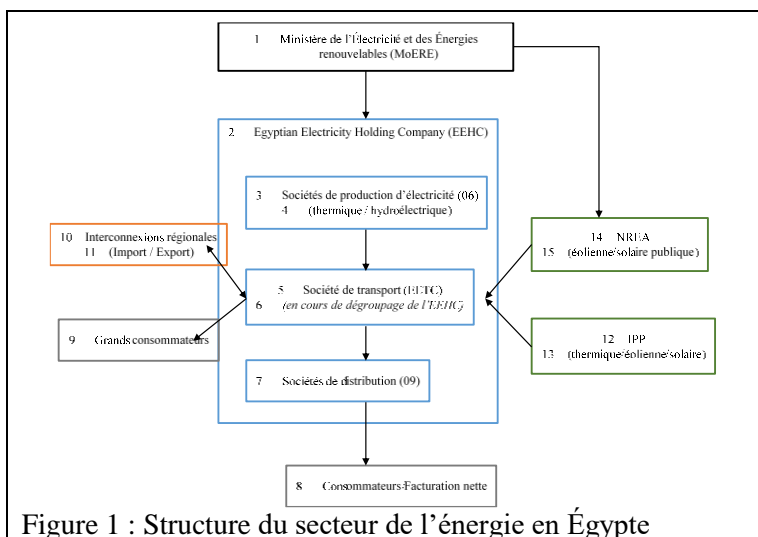 1 Ministère de l'Électricité et des Énergies
renouvelables (MoERE)
2 Egyptian Electricity Holding Company (EEHC)
3 Sociétés de production d'électricité (06)
4 (thermique / hydroélectrique)
10 Interconnexions régionales
11 (Import / Export)
14 NREA
15 (éolienne/solaire publique)
5 Société de transport (EETC)
6 (en cours de dégroupage de l'EEHC)
9 Grands consommateurs
12 IPP
13 (thermique/éolienne/solaire)
7 Sociétés de distribution (09)
8 Consommateurs-Facturation nette
Figure 1 : Structure du secteur de l'énergie en Égypte